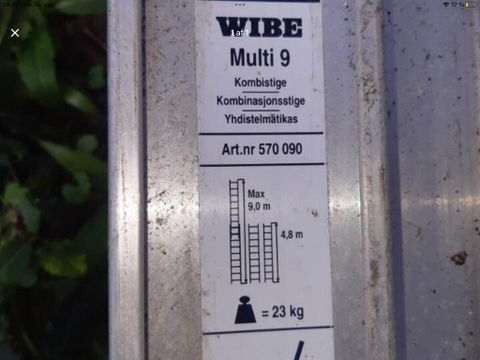 WIBE
Multi 9
Kombistige
Kombinasjonsstige
Yhdistelmätikas
Art.nr 570 090
Max
9,0 m
4,8 m
= 23 kg